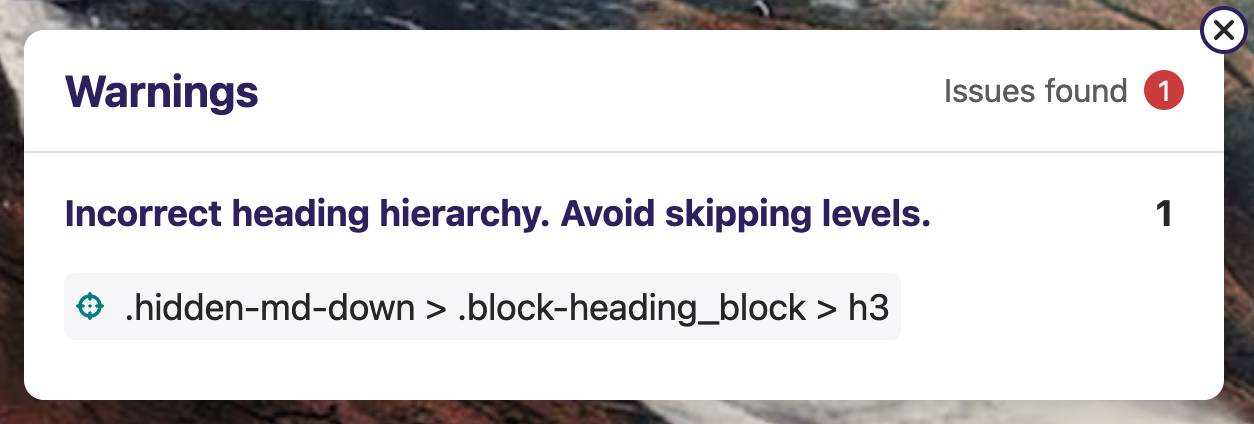 Warnings
Issues found 1
Incorrect heading hierarchy. Avoid skipping levels. 1
.hidden-md-down > .block-heading_block > h3